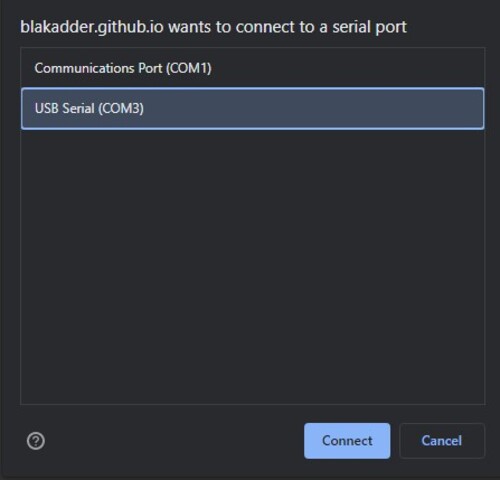 blakadder.github.io wants to connect to a serial port
Communications Port (COM1)
USB Serial (COM3)
?
Connect
Cancel